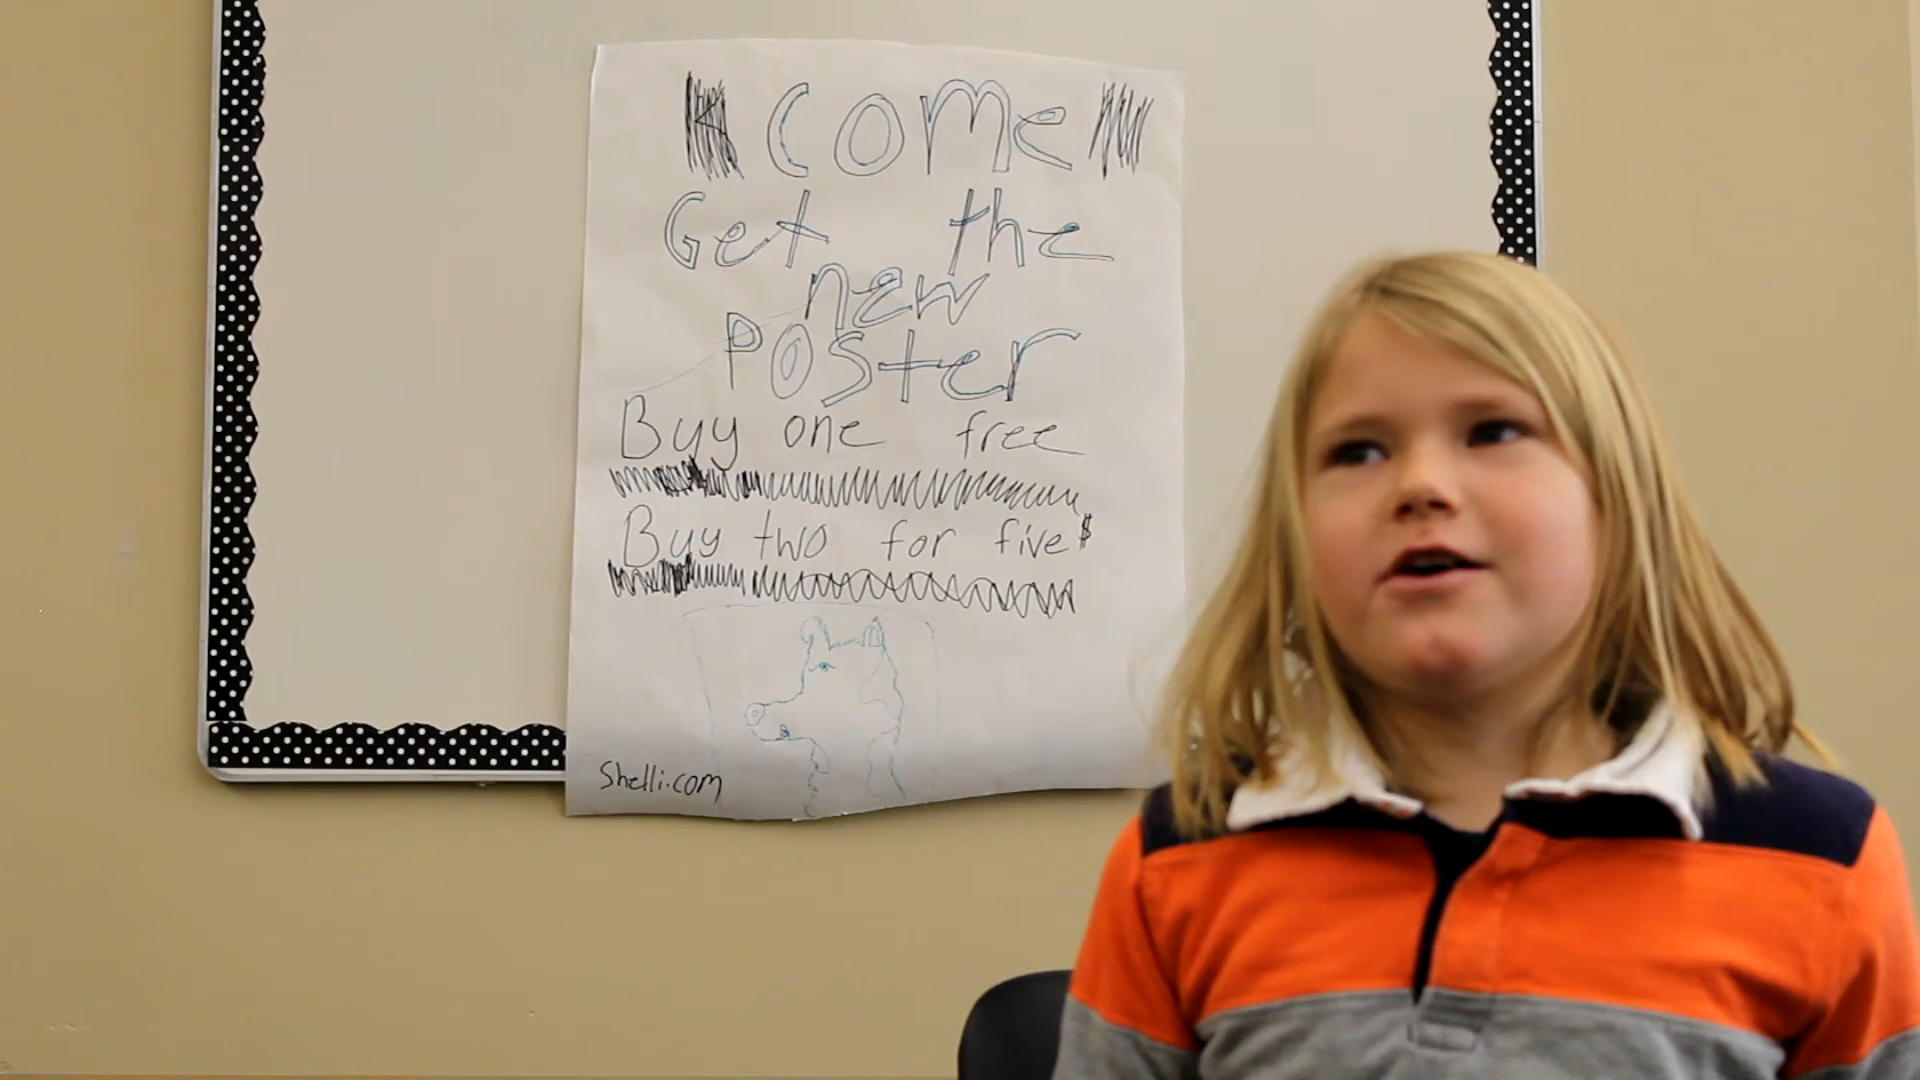 Come
Get the
new
Poster
Buy one free
Buy two for five$
Shelli.com